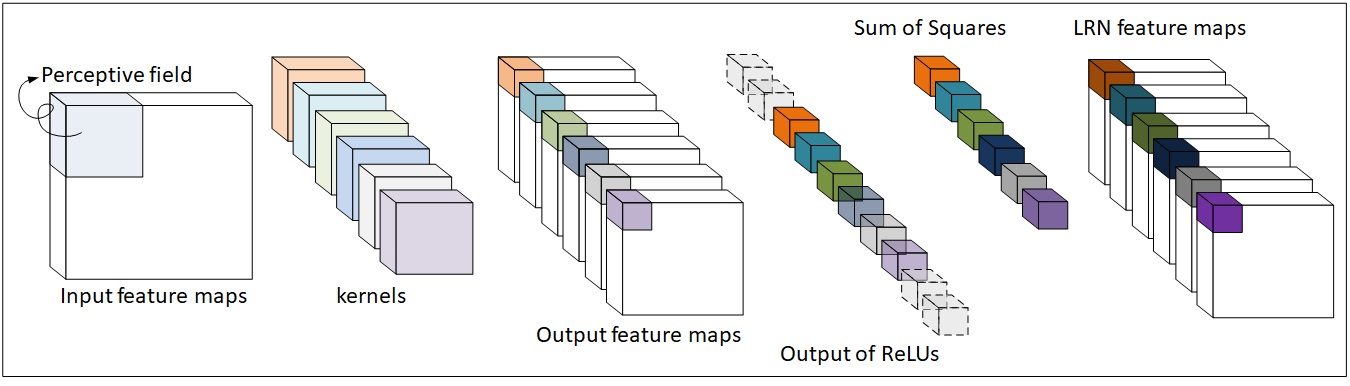 Perceptive field
Input feature maps
kernels
Output feature maps
Output of ReLUs
Sum of Squares
LRN feature maps